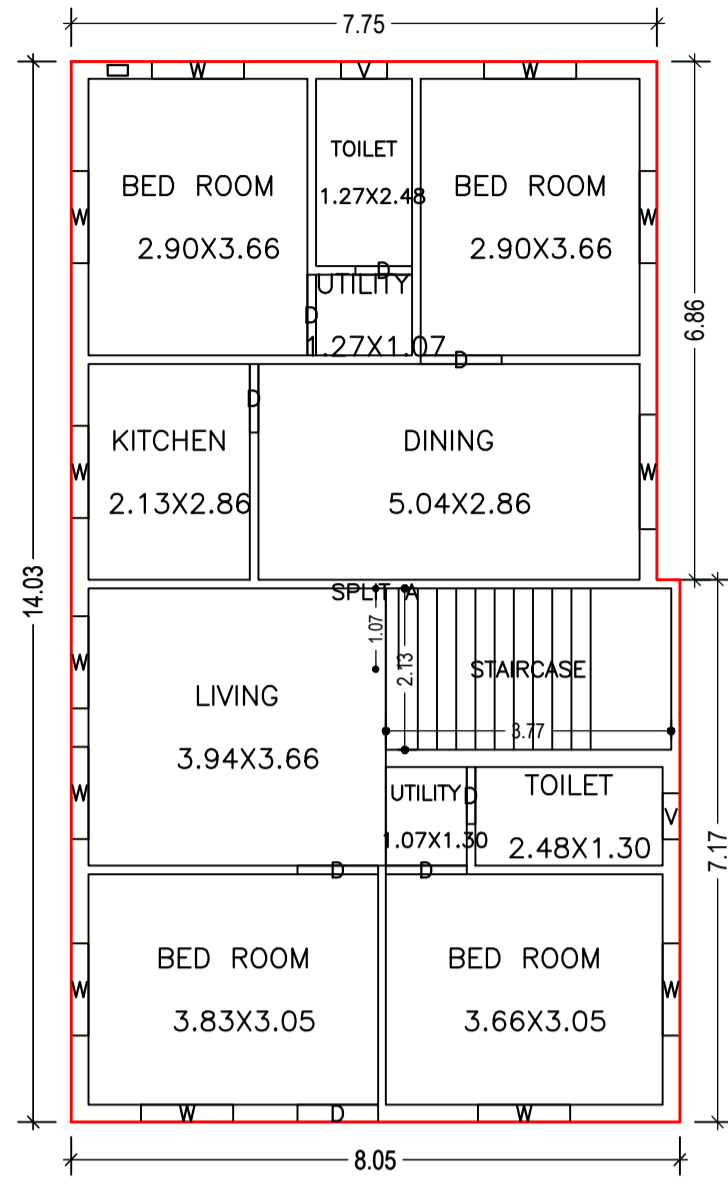 7.75
W
V
W
TOILET
1.27X2.48
BED ROOM
2.90X3.66
BED ROOM
2.90X3.66
W
W
D
UTILITY
1.27X1.07
D
D
6.86
D
KITCHEN
2.13X2.86
DINING
5.04X2.86
W
W
14.03
SPLIT A
1.07
2.13
STAIRCASE
3.77
W
LIVING
3.94X3.66
W
UTILITY
1.07X1.30
D
TOILET
2.48X1.30
V
7.17
D
D
BED ROOM
3.83X3.05
BED ROOM
3.66X3.05
W
W
W
D
W
8.05